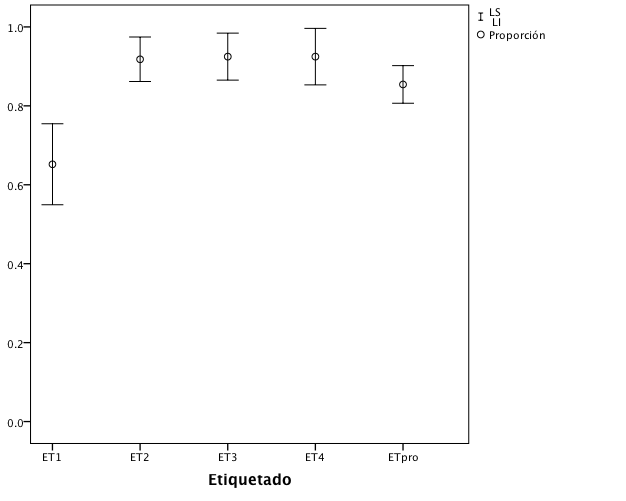 LS
LI
Proporción
1.0
0.8
0.6
0.4
0.2
0.0
ET1 ET2 ET3 ET4 ETpro
Etiquetado